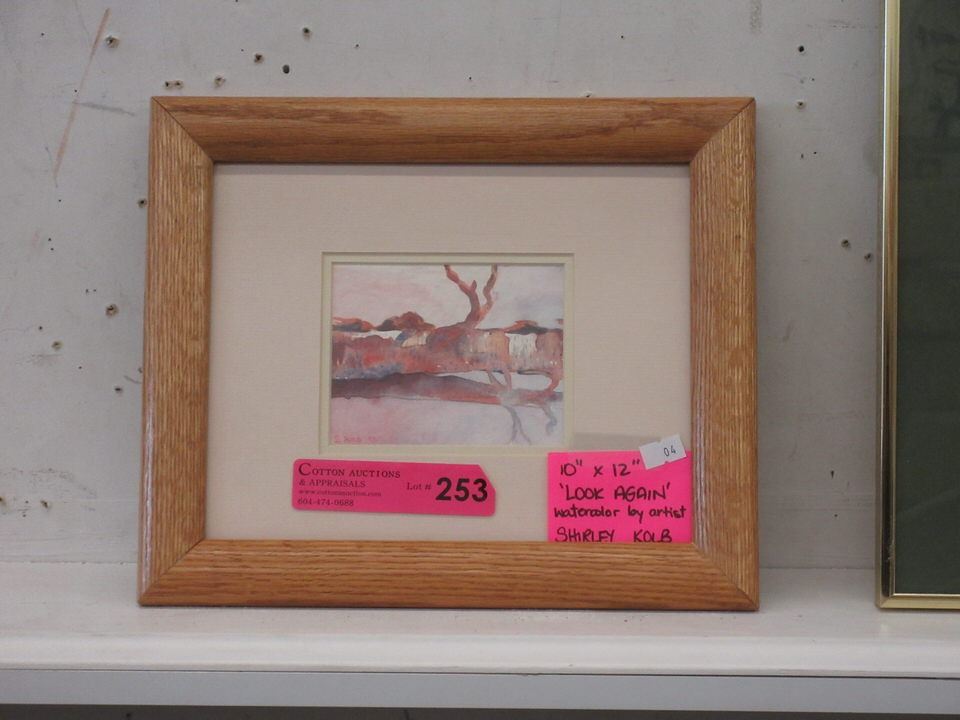 COTTON AUCTIONS
& APPRAISALS
www.cottonauction.com
604-474-0688
Lot # 253
04
10" x 12"
'LOOK AGAIN'
watercolor by artist
SHIRLEY KOLB